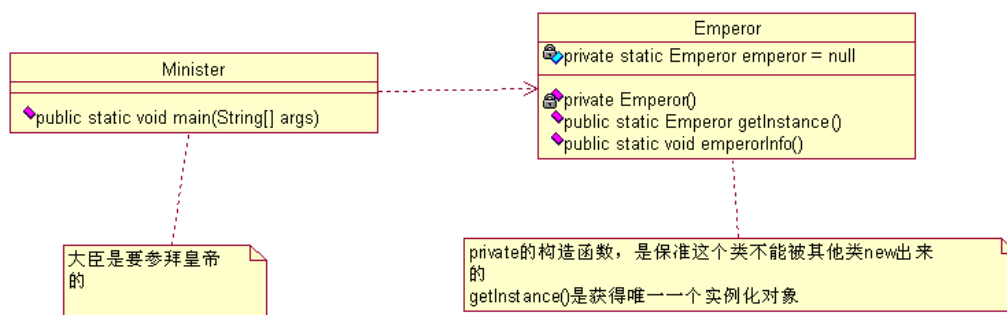 Minister
public static void main(String[] args)
Emperor
private static Emperor emperor = null
private Emperor()
public static Emperor getInstance()
public static void emperorInfo()
大臣是要参拜皇帝
的
private的构造函数，是保准这个类不能被其他类new出来
的
getInstance()是获得唯一一个实例化对象